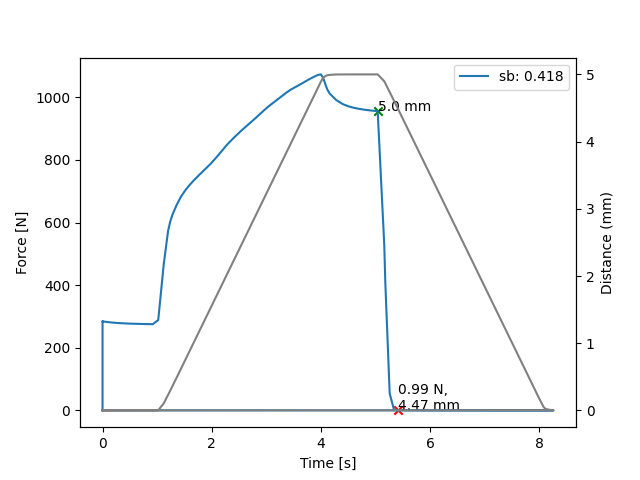 sb: 0.418
5.0 mm
0.99 N,
4.47 mm
Force [N]
1000
800
600
400
200
0
Distance (mm)
5
4
3
2
1
0
0 2 4 6 8
Time [s]